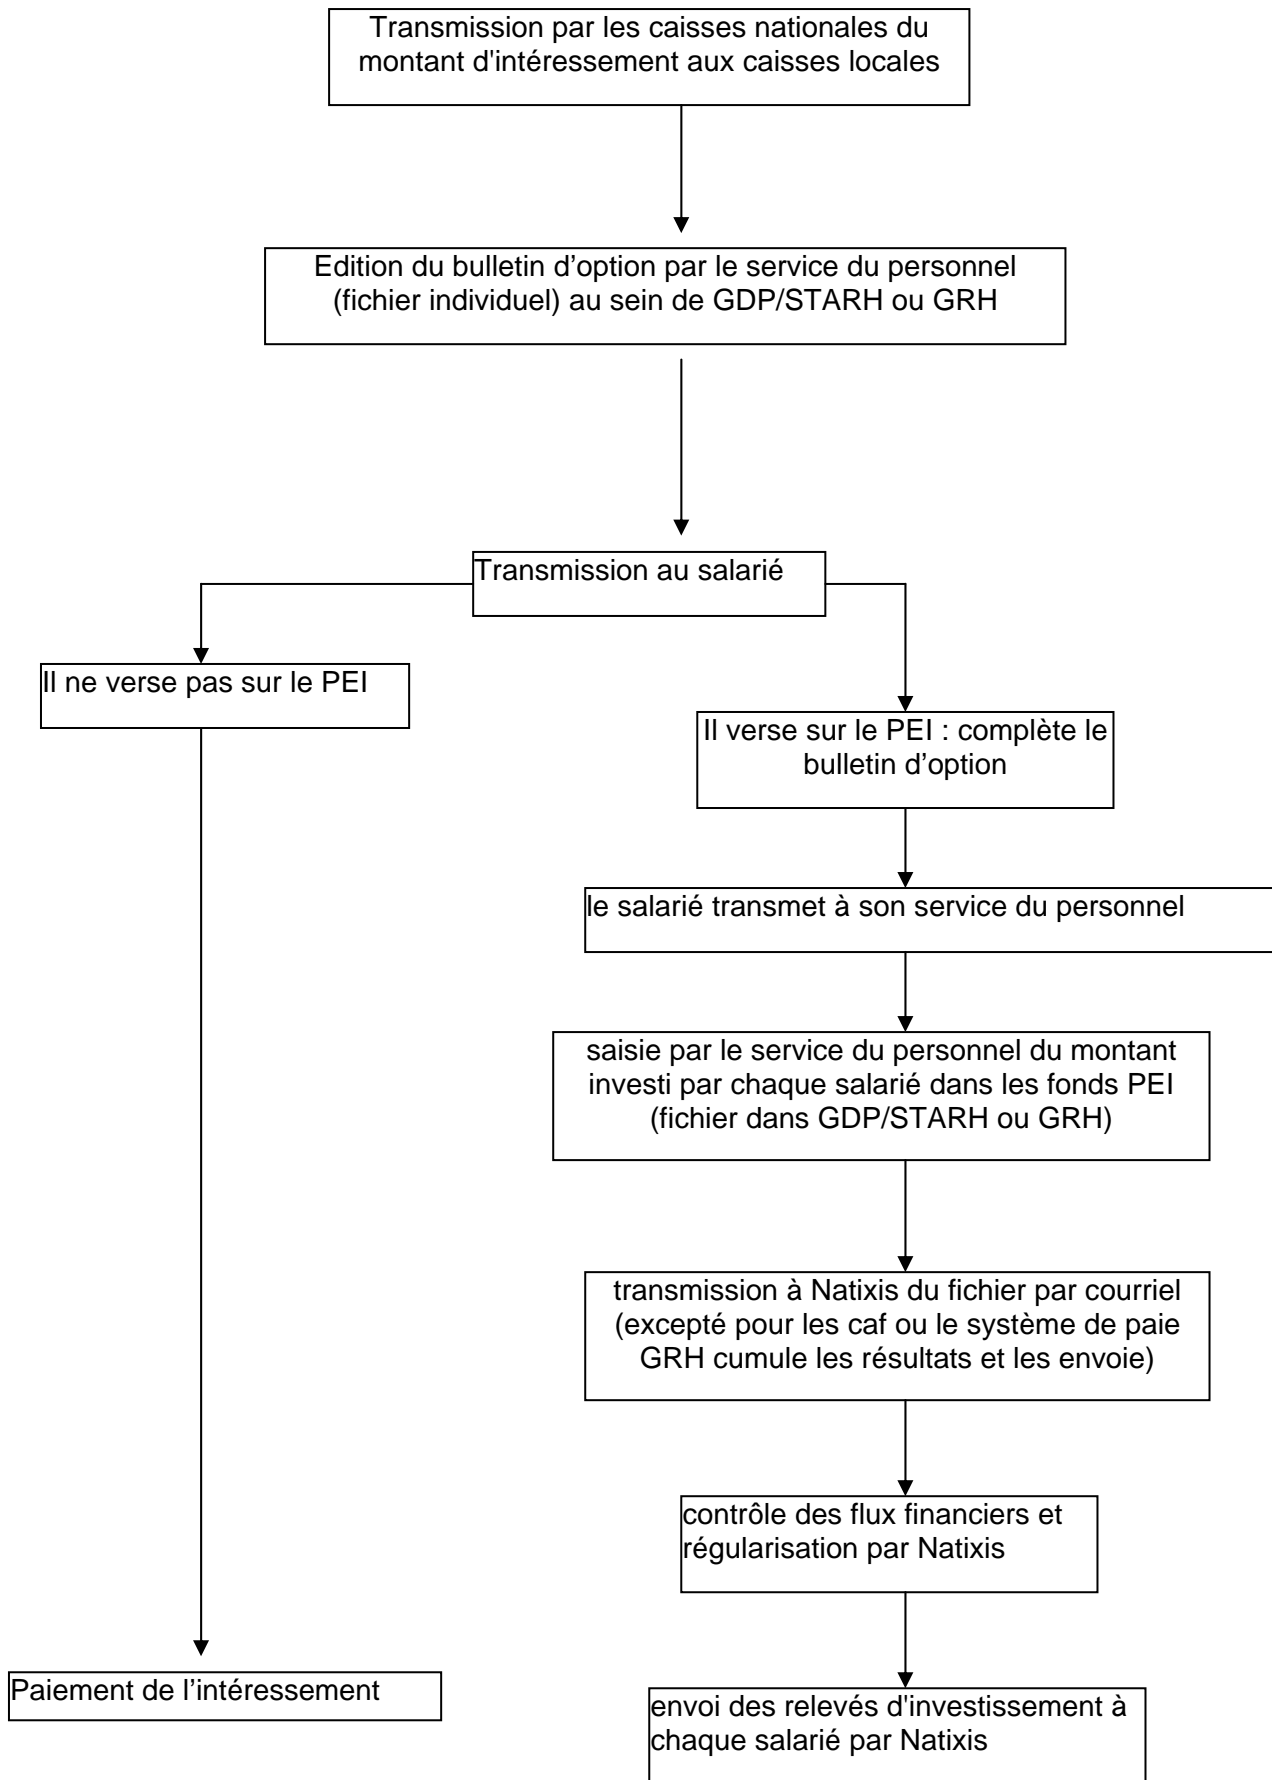 Transmission par les caisses nationales du
montant d'intéressement aux caisses locales
Edition du bulletin d’option par le service du personnel
(fichier individuel) au sein de GDP/STARH ou GRH
Transmission au salarié
Il ne verse pas sur le PEI
Il verse sur le PEI : complète le
bulletin d’option
le salarié transmet à son service du personnel
saisie par le service du personnel du montant
investi par chaque salarié dans les fonds PEI
(fichier dans GDP/STARH ou GRH)
transmission à Natixis du fichier par courriel
(excepté pour les caf ou le système de paie
GRH cumule les résultats et les envoie)
contrôle des flux financiers et
régularisation par Natixis
Paiement de l’intéressement
envoi des relevés d'investissement à
chaque salarié par Natixis